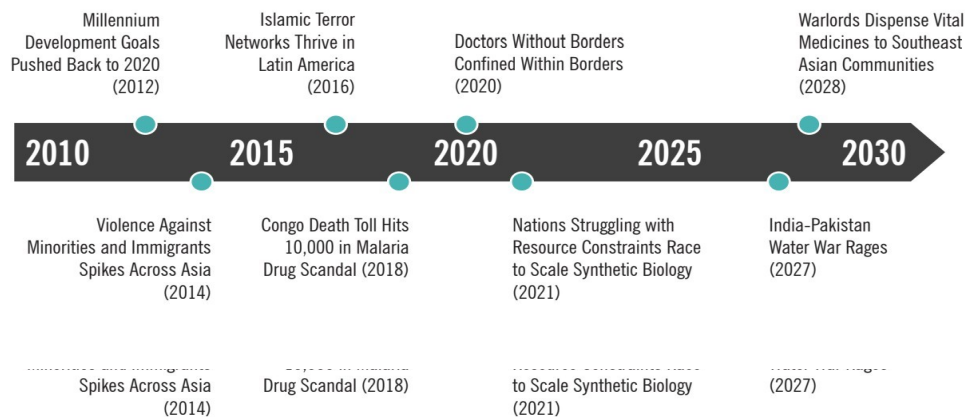 Millennium
Development Goals
Pushed Back to 2020
(2012)
Islamic Terror
Networks Thrive in
Latin America
(2016)
Doctors Without Borders
Confined Within Borders
(2020)
Warlords Dispense Vital
Medicines to Southeast
Asian Communities
(2028)
2010
2015
2020
2025
2030
Violence Against
Minorities and Immigrants
Spikes Across Asia
(2014)
Congo Death Toll Hits
10,000 in Malaria
Drug Scandal (2018)
Nations Struggling with
Resource Constraints Race
to Scale Synthetic Biology
(2021)
India-Pakistan
Water War Rages
(2027)
Spikes Across Asia
(2014)
Drug Scandal (2018)
to Scale Synthetic Biology
(2021)
(2027)